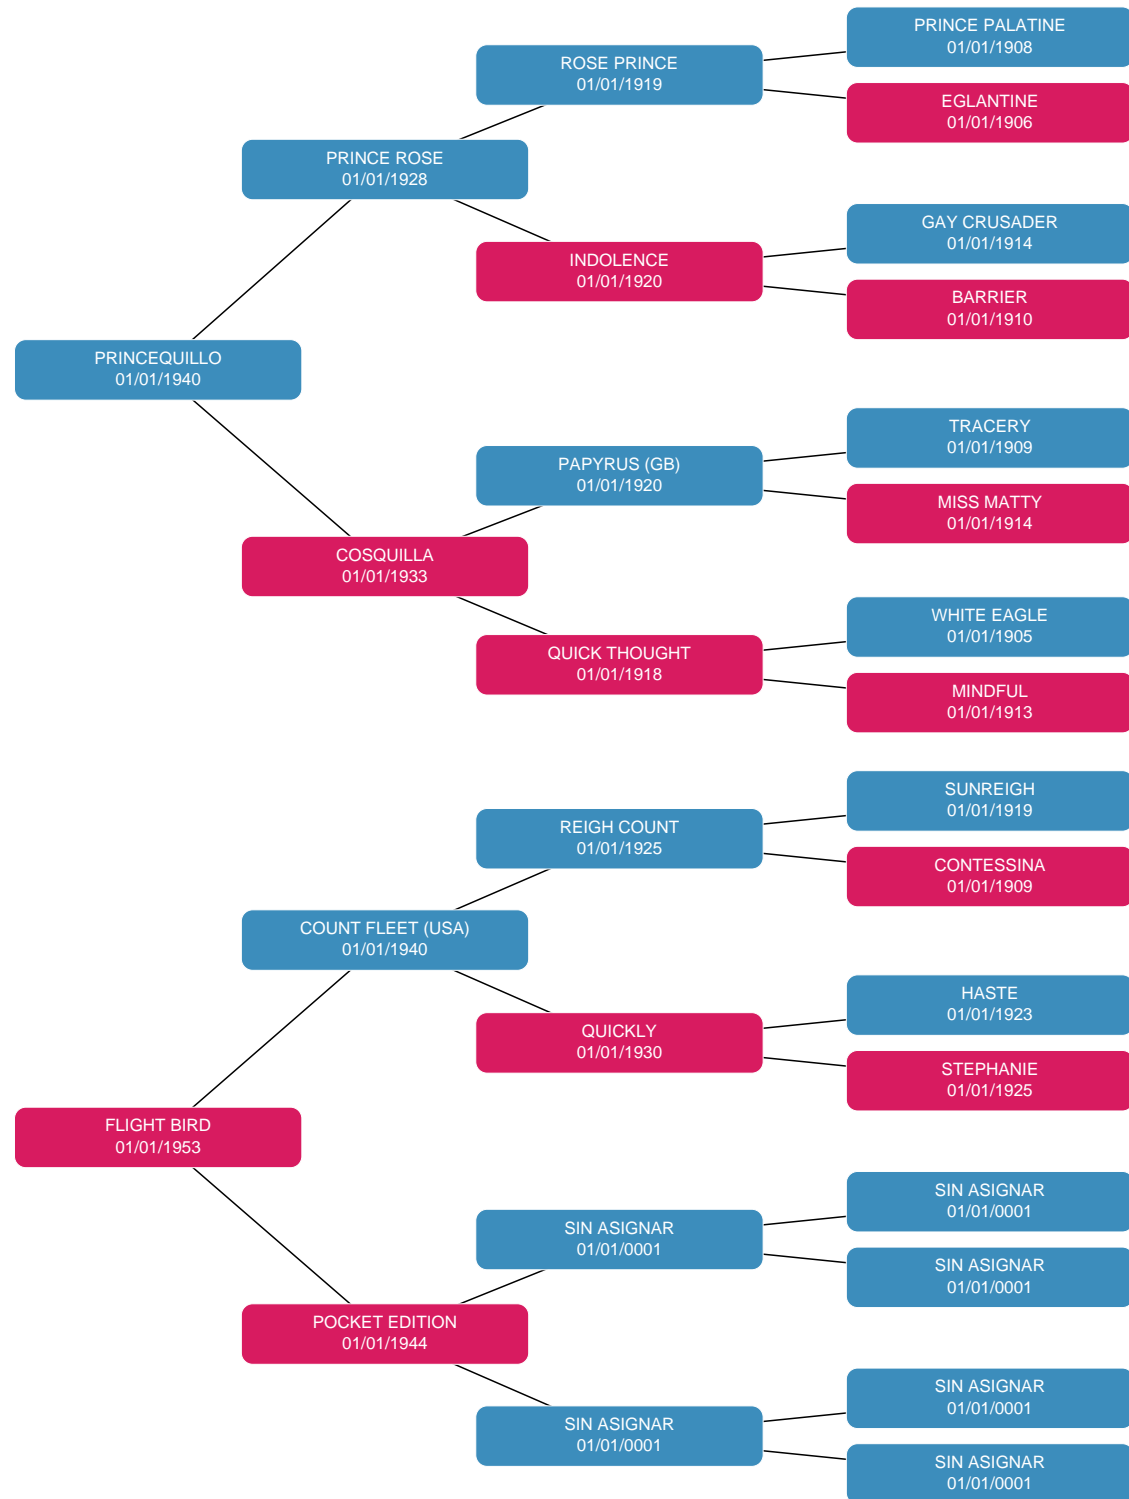 PRINCE PALATINE
01/01/1908
ROSE PRINCE
01/01/1919
EGLANTINE
01/01/1906
PRINCE ROSE
01/01/1928
GAY CRUSADER
01/01/1914
INDOLENCE
01/01/1920
BARRIER
01/01/1910
PRINCEQUILLO
01/01/1940
TRACERY
01/01/1909
PAPYRUS (GB)
01/01/1920
MISS MATTY
01/01/1914
COSQUILLA
01/01/1933
WHITE EAGLE
01/01/1905
QUICK THOUGHT
01/01/1918
MINDFUL
01/01/1913
SUNREIGH
01/01/1919
REIGH COUNT
01/01/1925
CONTESSINA
01/01/1909
COUNT FLEET (USA)
01/01/1940
HASTE
01/01/1923
QUICKLY
01/01/1930
STEPHANIE
01/01/1925
FLIGHT BIRD
01/01/1953
SIN ASIGNAR
01/01/0001
SIN ASIGNAR
01/01/0001
SIN ASIGNAR
01/01/0001
POCKET EDITION
01/01/1944
SIN ASIGNAR
01/01/0001
SIN ASIGNAR
01/01/0001
SIN ASIGNAR
01/01/0001